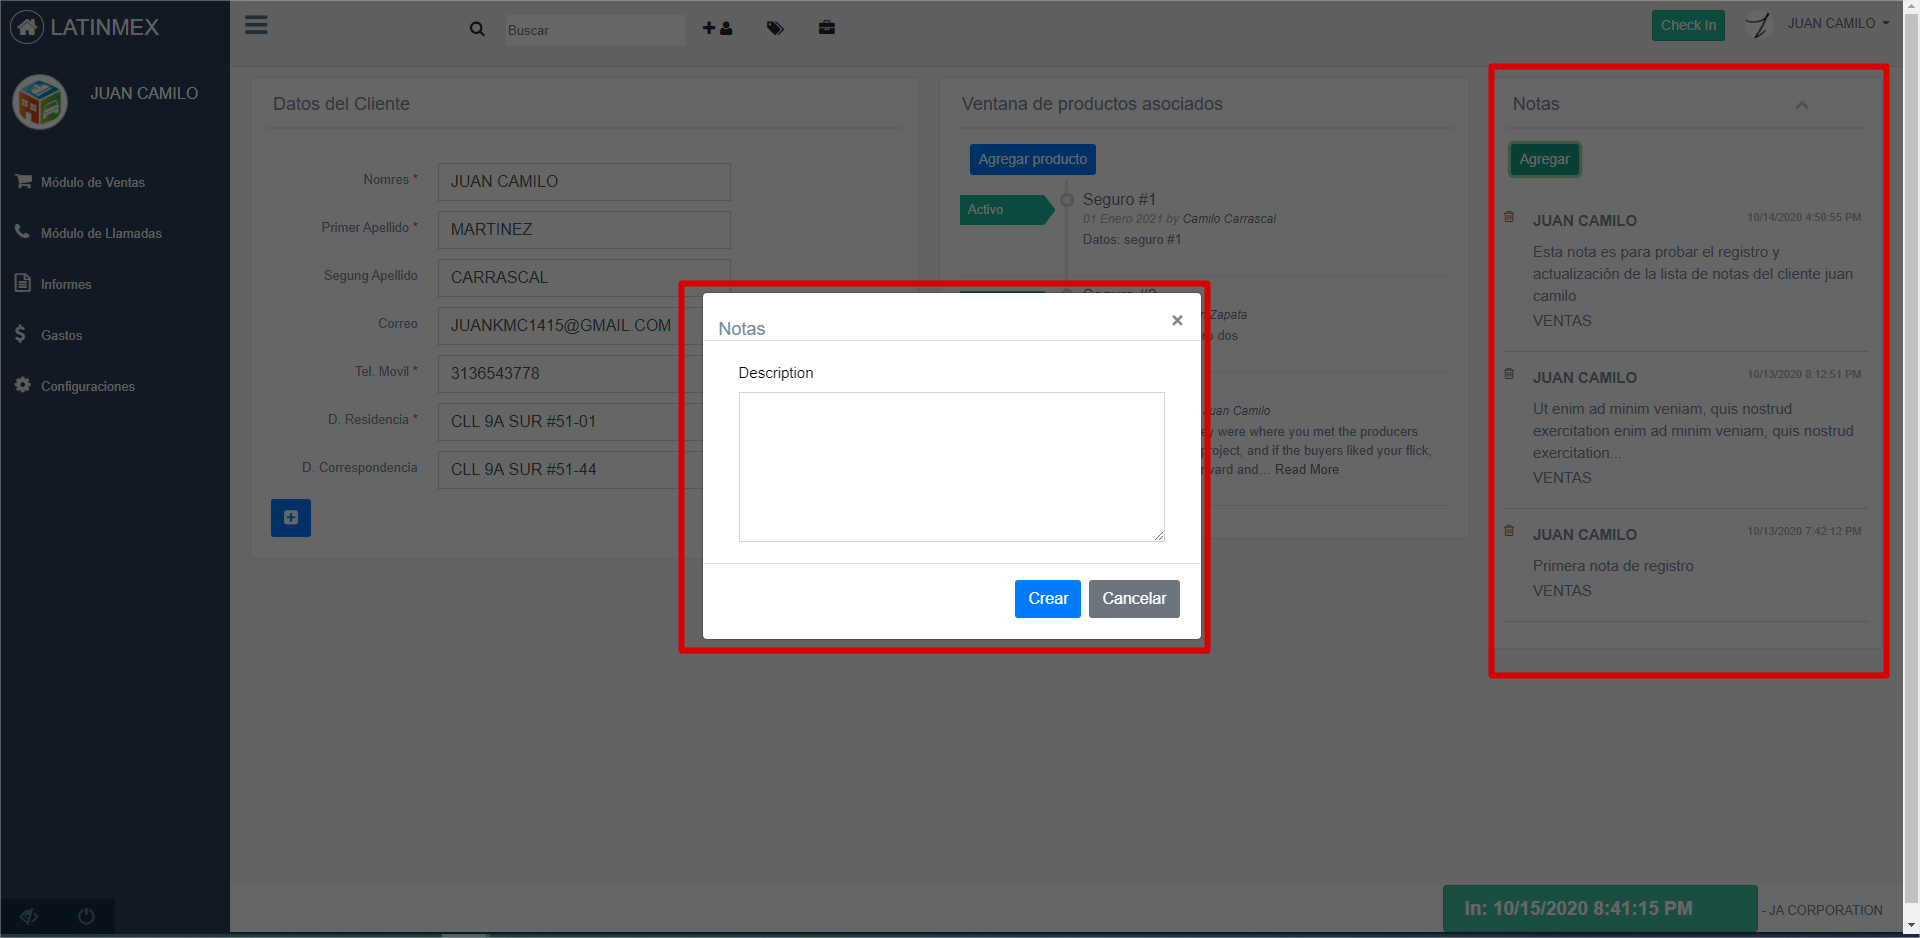 LATINMEX
JUAN CAMILO
Módulo de Ventas
Módulo de Llamadas
Informes
Gastos
Configuraciones
Buscar
Check In
JUAN CAMILO
Datos del Cliente
Nomres *
JUAN CAMILO
Primer Apellido *
MARTINEZ
Segung Apellido
CARRASCAL
Correo
JUANKMC1415@GMAIL.COM
Tel. Movil *
3136543778
D. Residencia *
CLL 9A SUR #51-01
D. Correspondencia
CLL 9A SUR #51-44
Ventana de productos asociados
Agregar producto
Activo
Seguro #1
01 Enero 2021 by Camilo Carrascal
Datos: seguro #1
Zapata
dos
Juan Camilo
were where you met the producers
and if the buyers liked your flick,
and... Read More
Notas
Description
Crear
Cancelar
Notas
Agregar
JUAN CAMILO
10/14/2020 4:50:55 PM
Esta nota es para probar el registro y
actualización de la lista de notas del cliente juan
camilo
VENTAS
JUAN CAMILO
10/13/2020 8:12:51 PM
Ut enim ad minim veniam, quis nostrud
exercitation enim ad minim veniam, quis nostrud
exercitation...
VENTAS
JUAN CAMILO
10/13/2020 7:42:12 PM
Primera nota de registro
VENTAS
In: 10/15/2020 8:41:15 PM
- JA CORPORATION